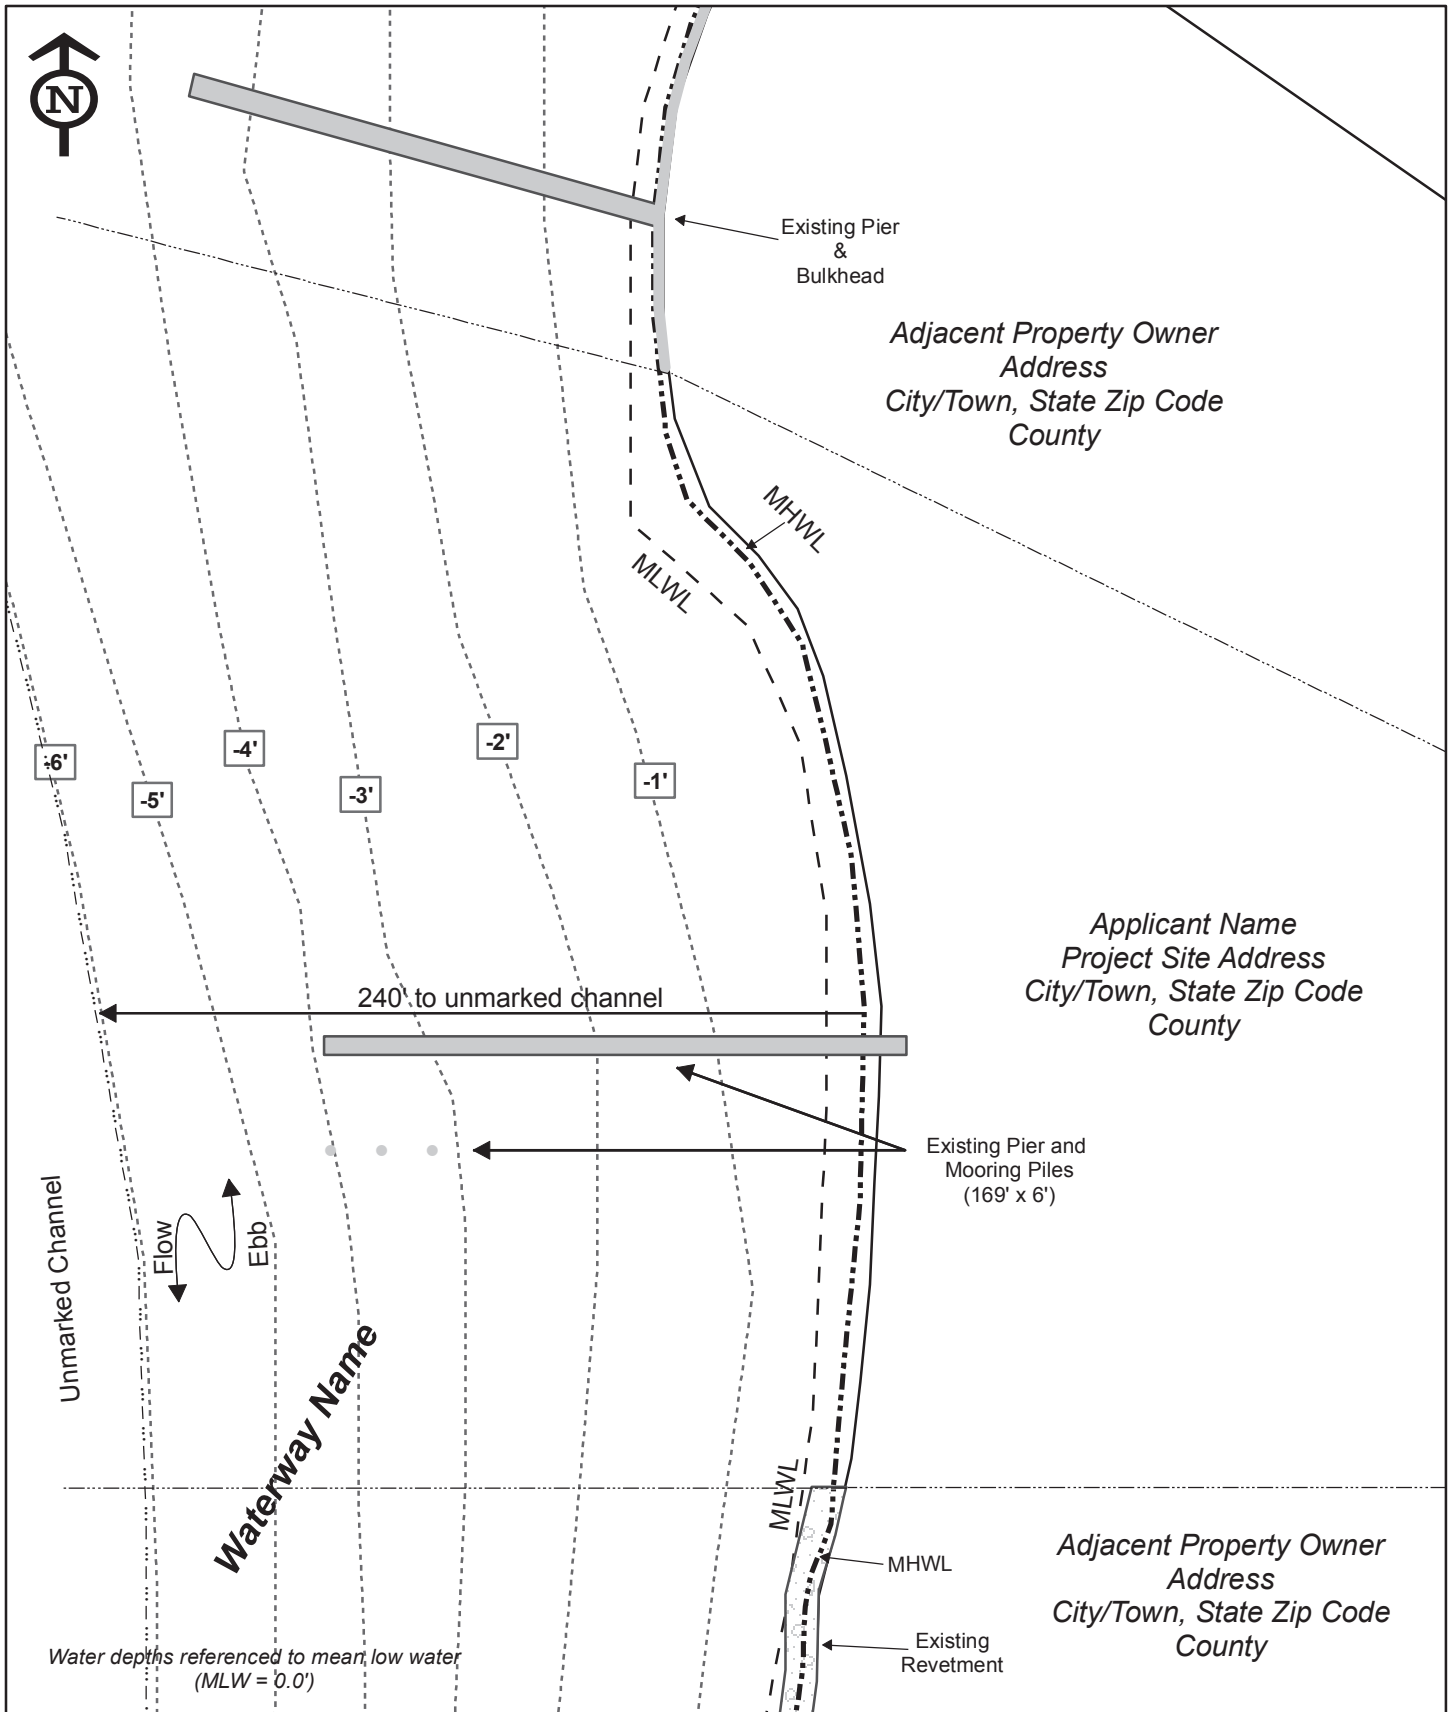 N
Existing Pier
&
Bulkhead
Adjacent Property Owner
Address
City/Town, State Zip Code
County
MHWL
MLWL
-6'
-5'
-4'
-3'
-2'
-1'
Applicant Name
Project Site Address
City/Town, State Zip Code
County
240' to unmarked channel
Existing Pier and
Mooring Piles
(169' x 6')
Unmarked Channel
Flow
Ebb
Waterway Name
MLWL
MHWL
Adjacent Property Owner
Address
City/Town, State Zip Code
County
Existing
Revetment
Water depths referenced to mean low water
(MLW = 0.0')